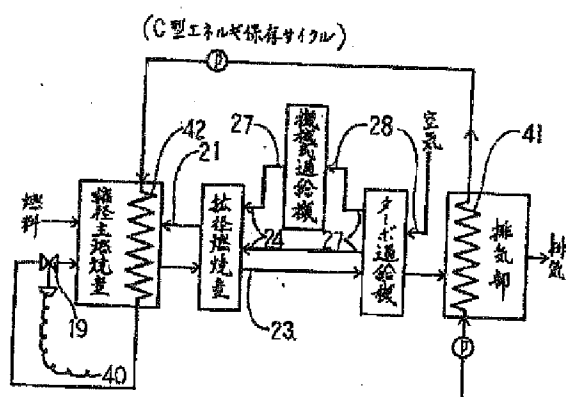 (C型エネルギ保存サイクル)
P
42
21
27
機械式過給機
28
空気
41
燃料
縮径主燃焼室
拡径燃焼室
24
27
ターボ過給機
排気部
排気
19
23
40
P